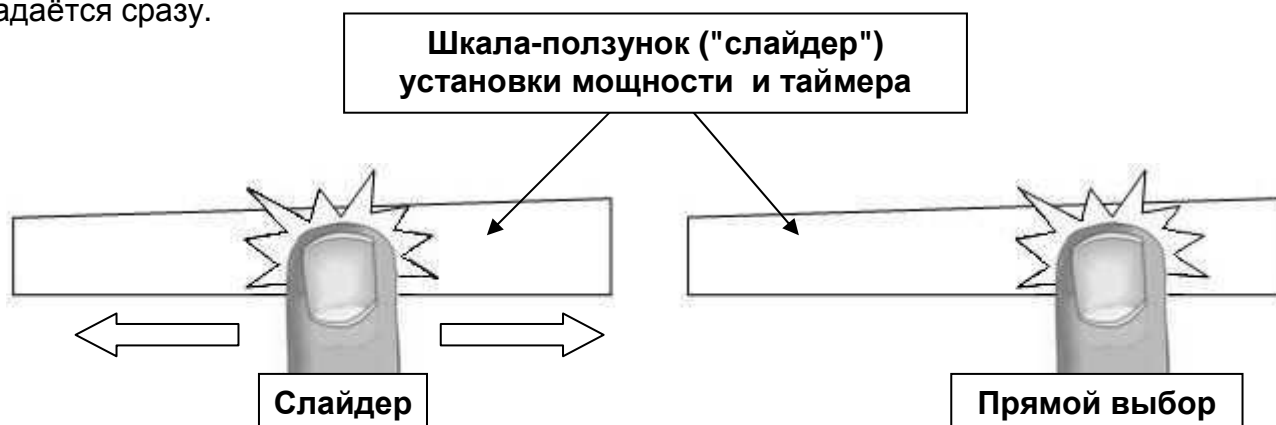 адаётся сразу.
Шкала-ползунок ("слайдер")
установки мощности и таймера
Слайдер
Прямой выбор